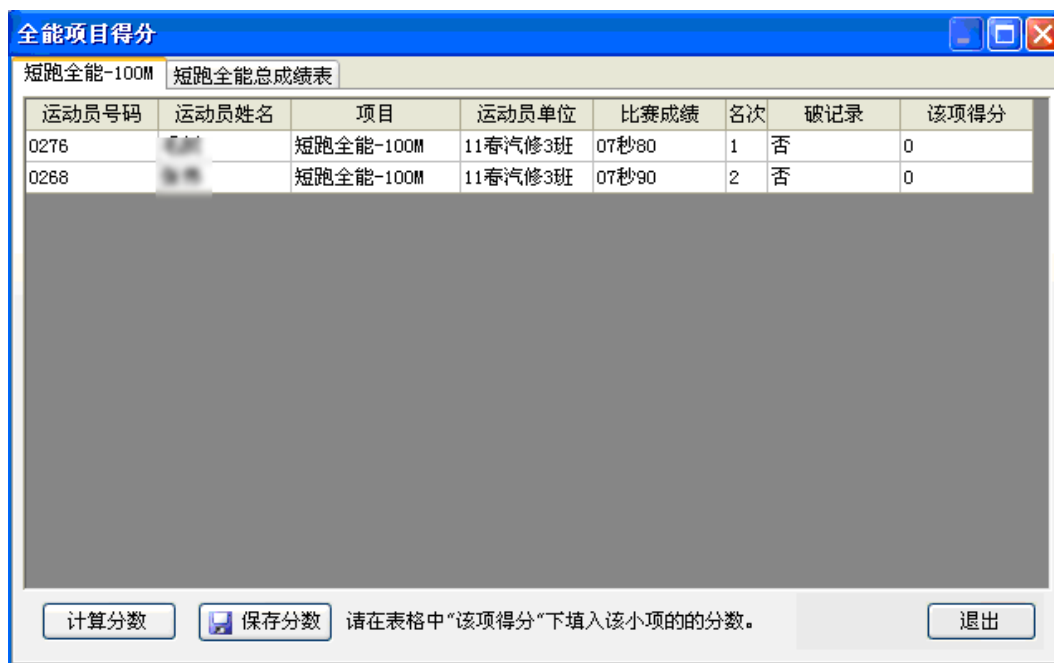 全能项目得分
短跑全能-100M 短跑全能总成绩表
运动员号码 运动员姓名 项目 运动员单位 比赛成绩 名次 破记录 该项得分
0276 短跑全能-100M 11春汽修3班 07秒80 1 否 0
0268 短跑全能-100M 11春汽修3班 07秒90 2 否 0
计算分数 保存分数 请在表格中“该项得分“下填入该小项的的分数。 退出